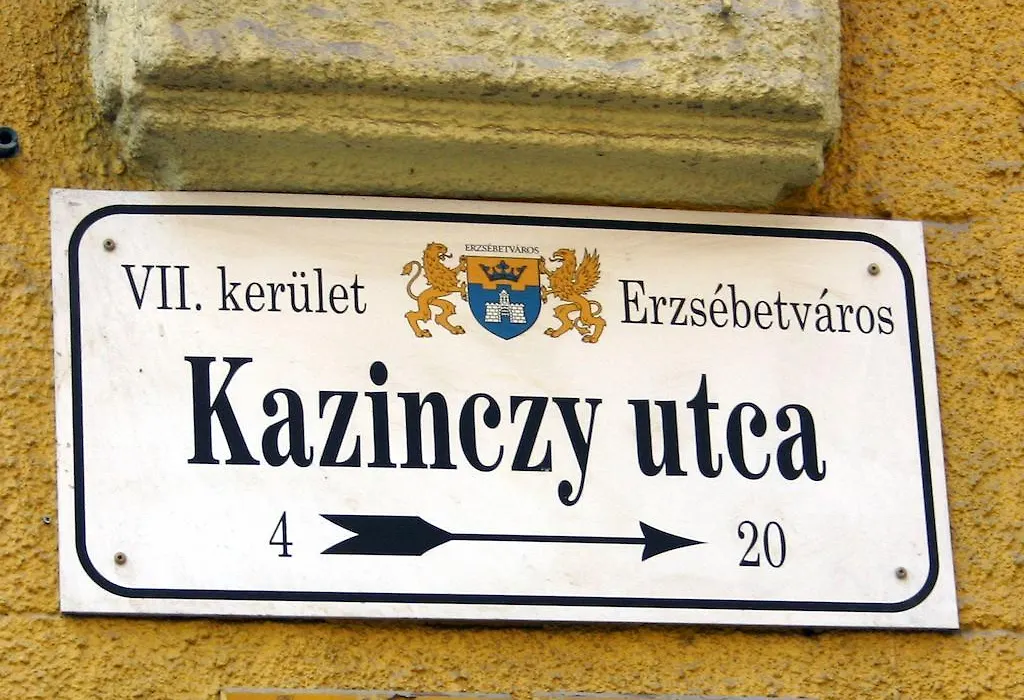 ERZSÉBETVÁROS
VII. kerület Erzsébetváros
Kazinczy utca
4 20